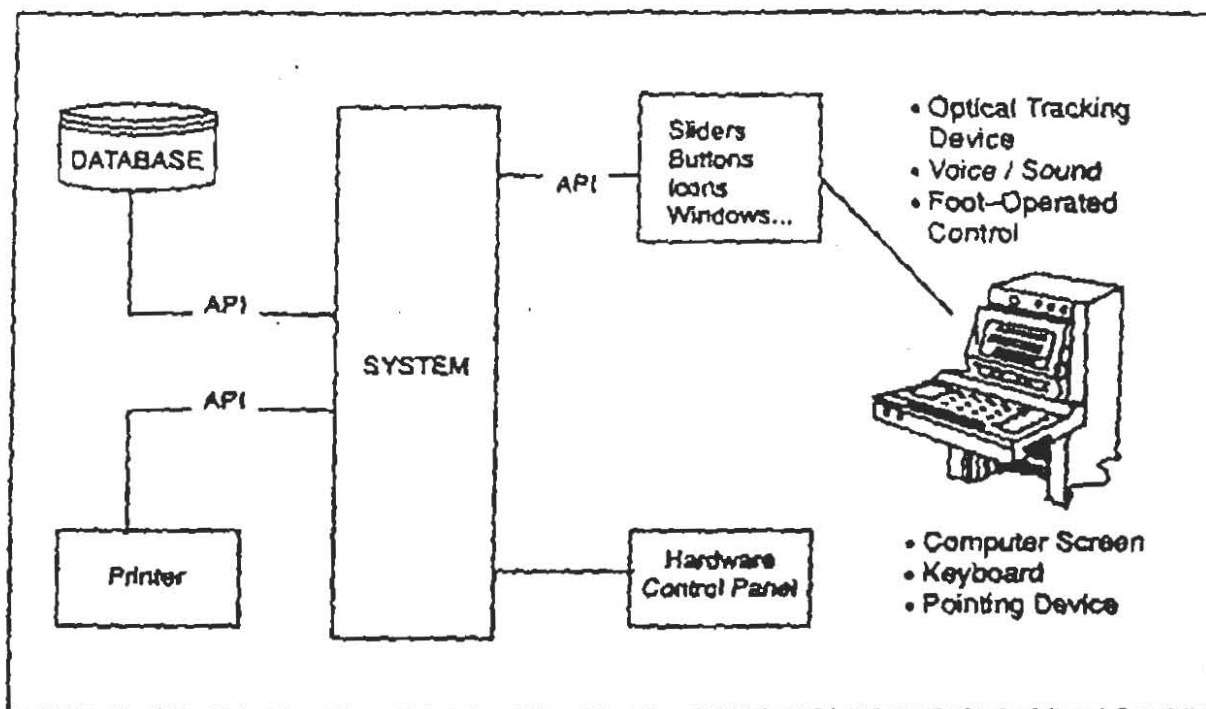 DATABASE
API
API
Printer
SYSTEM
API
Sliders
Buttons
Icons
Windows...
Hardware
Control Panel
• Optical Tracking
Device
• Voice / Sound
• Foot-Operated
Control
• Computer Screen
• Keyboard
• Pointing Device